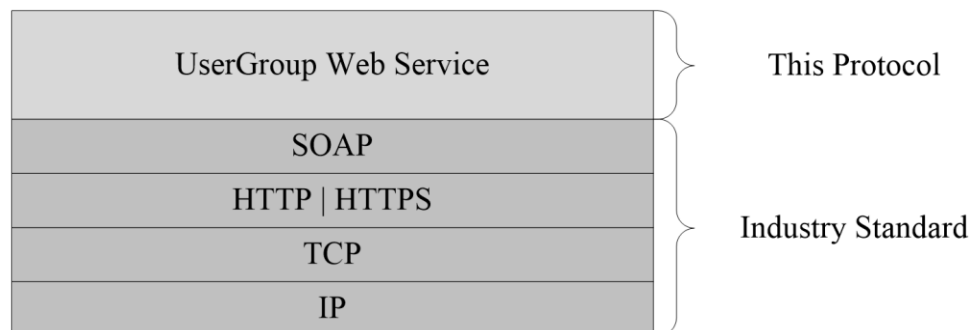 UserGroup Web Service
This Protocol
SOAP
HTTP | HTTPS
Industry Standard
TCP
IP